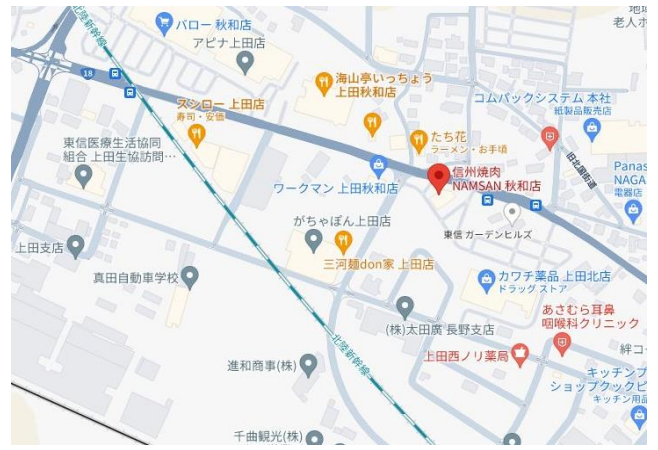 バロー 秋和店
アピナ上田店
老人ホ
18
海山亭いっちょう
上田秋和店
スシロー 上田店
寿司・安価
コムパックシステム 本社
紙製品販売店
たち花
ラーメン・お手頃
東信医療生活協同
組合 上田生協訪問…
旧北国街道
Panas
NAGA
電器店
信州焼肉
NAMSAN 秋和店
ワークマン 上田秋和店
がちゃぽん上田店
東信 ガーデンヒルズ
上田支店
三河麺don家 上田店
真田自動車学校
カワチ薬品 上田北店
ドラッグ ストア
あさむら耳鼻
咽喉科クリニック
(株)太田廣 長野支店
北陸新幹線
北陸新幹線
上田西ノリ薬局
絆コー
進和商事(株)
キッチンプ
ショップクックピ
キッチン用品
千曲観光(株)